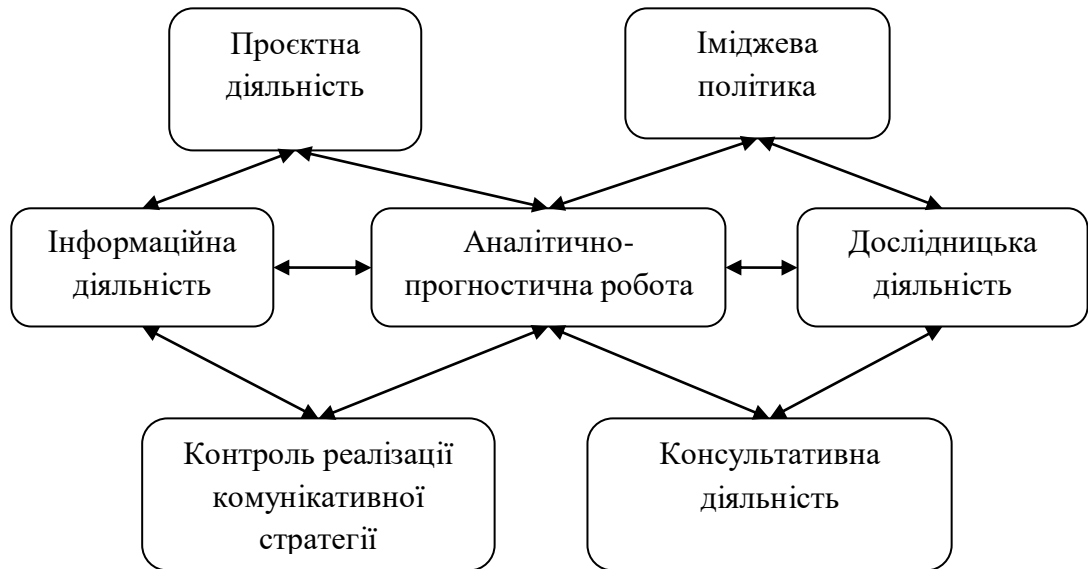 Проєктна
діяльність
Іміджева
політика
Інформаційна
діяльність
Аналітично-
прогностична робота
Дослідницька
діяльність
Контроль реалізації
комунікативної
стратегії
Консультативна
діяльність